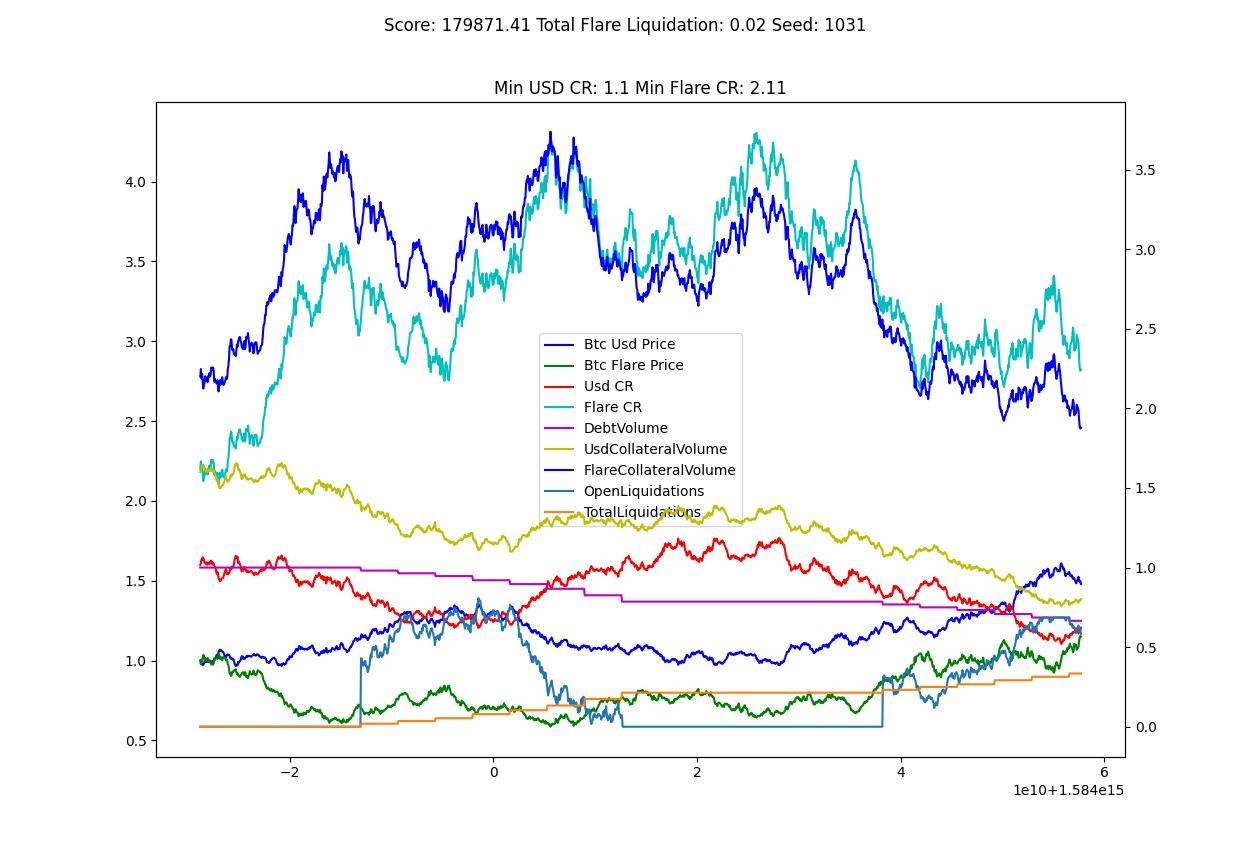 Score: 179871.41 Total Flare Liquidation: 0.02 Seed: 1031
Min USD CR: 1.1 Min Flare CR: 2.11
4.0
3.5
3.0
2.5
2.0
1.5
1.0
0.5
Btc Usd Price
Btc Flare Price
Usd CR
Flare CR
DebtVolume
UsdCollateralVolume
FlareCollateralVolume
OpenLiquidations
TotalLiquidations
3.5
3.0
2.5
2.0
1.5
1.0
0.5
0.0
−2
0
2
4
6
1e10+1.584e15